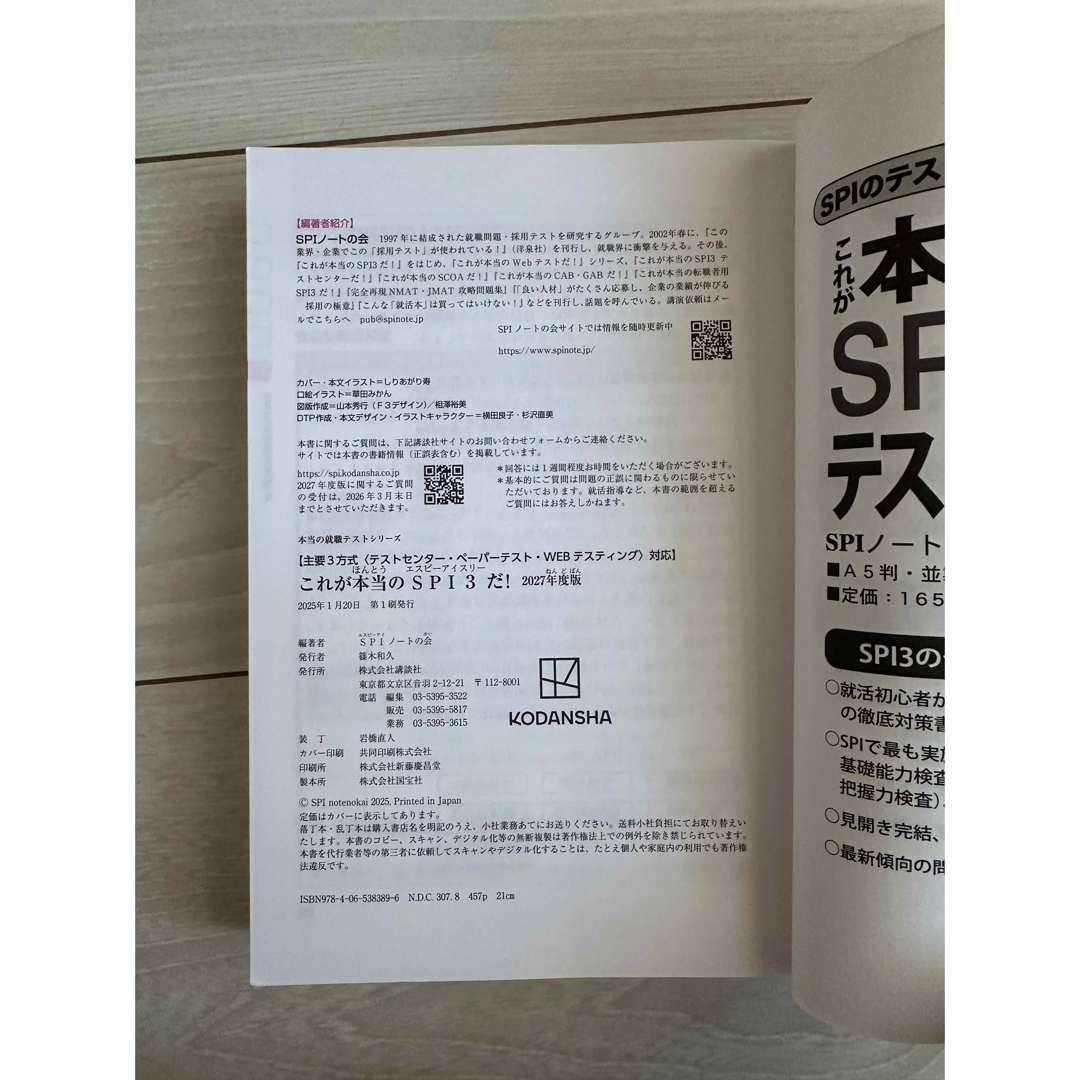 【編著者紹介】
SPIノートの会　1997年に結成された就職問題・採用テストを研究するグループ。2002年春に、『この
業界・企業でこの「採用テスト」が使われている！』（洋泉社）を刊行し、就職界に衝撃を与える。その後、
『これが本当のSPI3だ！』をはじめ、『これが本当のWebテストだ！』シリーズ、『これが本当のSPI3 テ
ストセンターだ！』『これが本当のSCOAだ！』『これが本当のCAB・GABだ！』『これが本当の転職者用
SPI3だ！』『完全再現NMAT・JMAT攻略問題集』『「良い人材」がたくさん応募し、企業の業績が伸びる
採用の極意』『こんな「就活本」は買ってはいけない！』などを刊行し、話題を呼んでいる。講演依頼はメー
ルでこちらへ　pub@spinote.jp
SPIノートの会サイトでは情報を随時更新中
https://www.spinote.jp/
カバー・本文イラスト＝しりあがり寿
口絵イラスト＝草田みかん
図版作成＝山本秀行（F3デザイン）／相澤裕美
DTP作成・本文デザイン・イラストキャラクター＝横田良子・杉沢直美
本書に関するご質問は、下記講談社サイトのお問い合わせフォームからご連絡ください。
サイトでは本書の書籍情報（正誤表含む）を掲載しています。
https://spi.kodansha.co.jp
2027年度版に関するご質問
の受付は、2026年3月末日
までとさせていただきます。
＊回答には1週間程度お時間をいただく場合がございます。
＊基本的にご質問は問題の正誤に関わるものに限らせてい
ただいております。就活指導など、本書の範囲を超える
ご質問にはお答えしかねます。
本当の就職テストシリーズ
【主要3方式〈テストセンター・ペーパーテスト・WEBテスティング〉対応】
ほんとう　エスピーアイスリー　ねんどばん
これが本当のSPI3だ！ 2027年度版
2025年1月20日　第1刷発行
エスピーアイ　かい
編著者　SPIノートの会
発行者　篠木和久
発行所　株式会社講談社
東京都文京区音羽2-12-21　〒112-8001
電話　編集　03-5395-3522
販売　03-5395-5817
業務　03-5395-3615
KODANSHA
装　丁　岩橋直人
カバー印刷　共同印刷株式会社
印刷所　株式会社新藤慶昌堂
製本所　株式会社国宝社
© SPI notenokai 2025, Printed in Japan
定価はカバーに表示してあります。
落丁本・乱丁本は購入書店名を明記のうえ、小社業務あてにお送りください。送料小社負担にてお取り替えい
たします。本書のコピー、スキャン、デジタル化等の無断複製は著作権法上での例外を除き禁じられています。
本書を代行業者等の第三者に依頼してスキャンやデジタル化することは、たとえ個人や家庭内の利用でも著作権
法違反です。
ISBN978-4-06-538389-6　N.D.C. 307.8　457p　21cm
SPIのテス
これが
本
SP
テス
SPIノート
■A5判・並
■定価：165
SPI3の
○就活初心者か
の徹底対策書
○SPIで最も実施
基礎能力検査
把握力検査）
○見開き完結、
○最新傾向の問